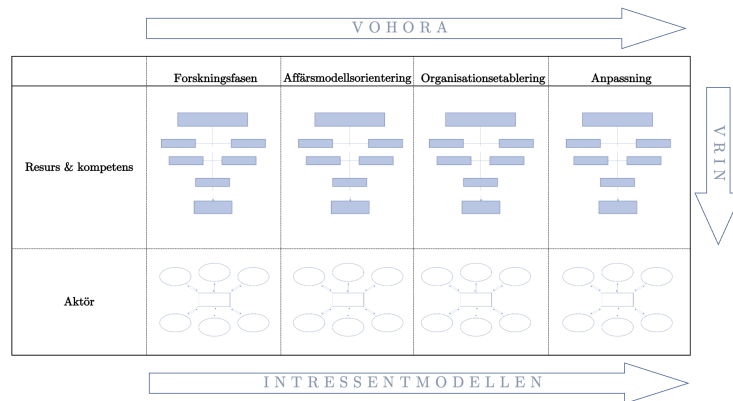 VOHORA
Forskningsfasen Affärsmodellsorientering Organisationsetablering Anpassning
Resurs & kompetens
VRIN
Aktör
INTRESSENTMODELLEN